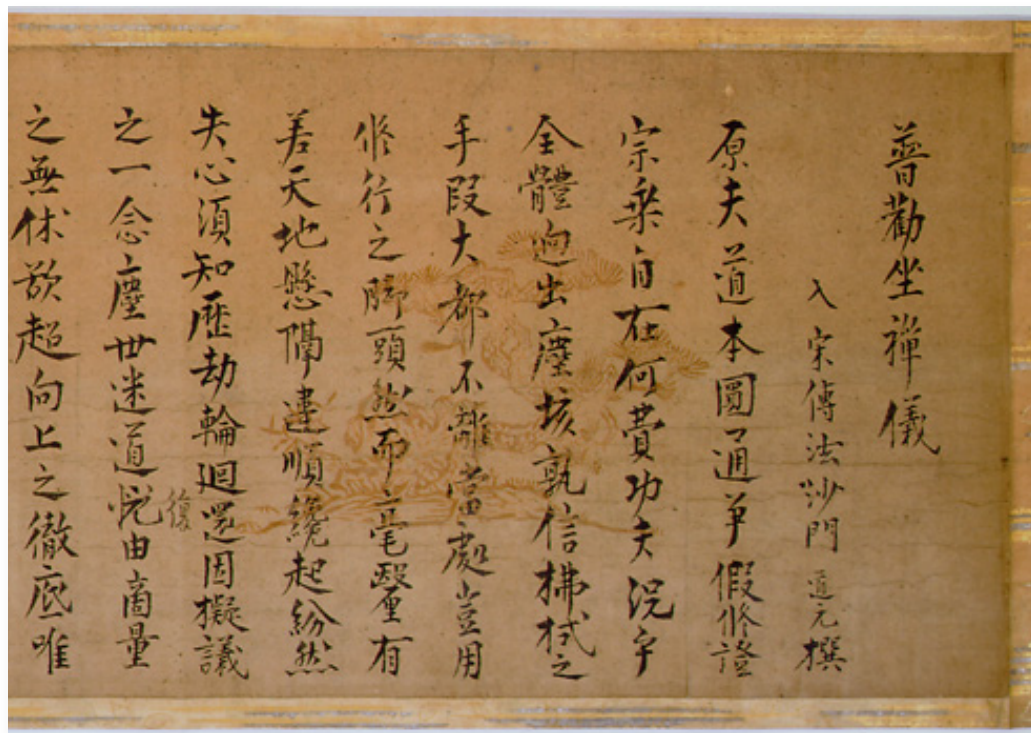 普勸坐禪儀
入宋傳法沙門道元撰
原夫道本圓通爭假修證
宗乘自在何費功夫況乎
全體迥出塵埃孰信拂拭之
手段大都不離當處豈用
修行之脚頭然而毫釐有
差天地懸隔違順纔起紛然
失心須知歷劫輪迴還因擬議
之一念塵世迷道復由商量
之無休欲超向上之徹底唯